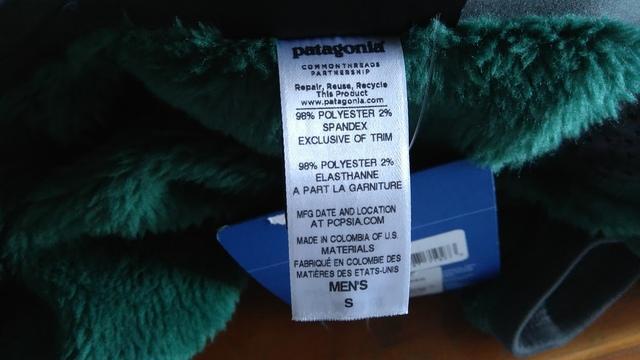 patagonia
COMMONTHREADS
PARTNERSHIP
Repair, Reuse, Recycle
This Product
www.patagonia.com
98% POLYESTER 2%
SPANDEX
EXCLUSIVE OF TRIM
98% POLYESTER 2%
ELASTHANNE
A PART LA GARNITURE
MFG DATE AND LOCATION
AT PCPSIA.COM
MADE IN COLOMBIA OF U.S.
MATERIALS
FABRIQUÉ EN COLOMBIE DES
MATIÈRES DES ETATS-UNIS
MEN'S
S